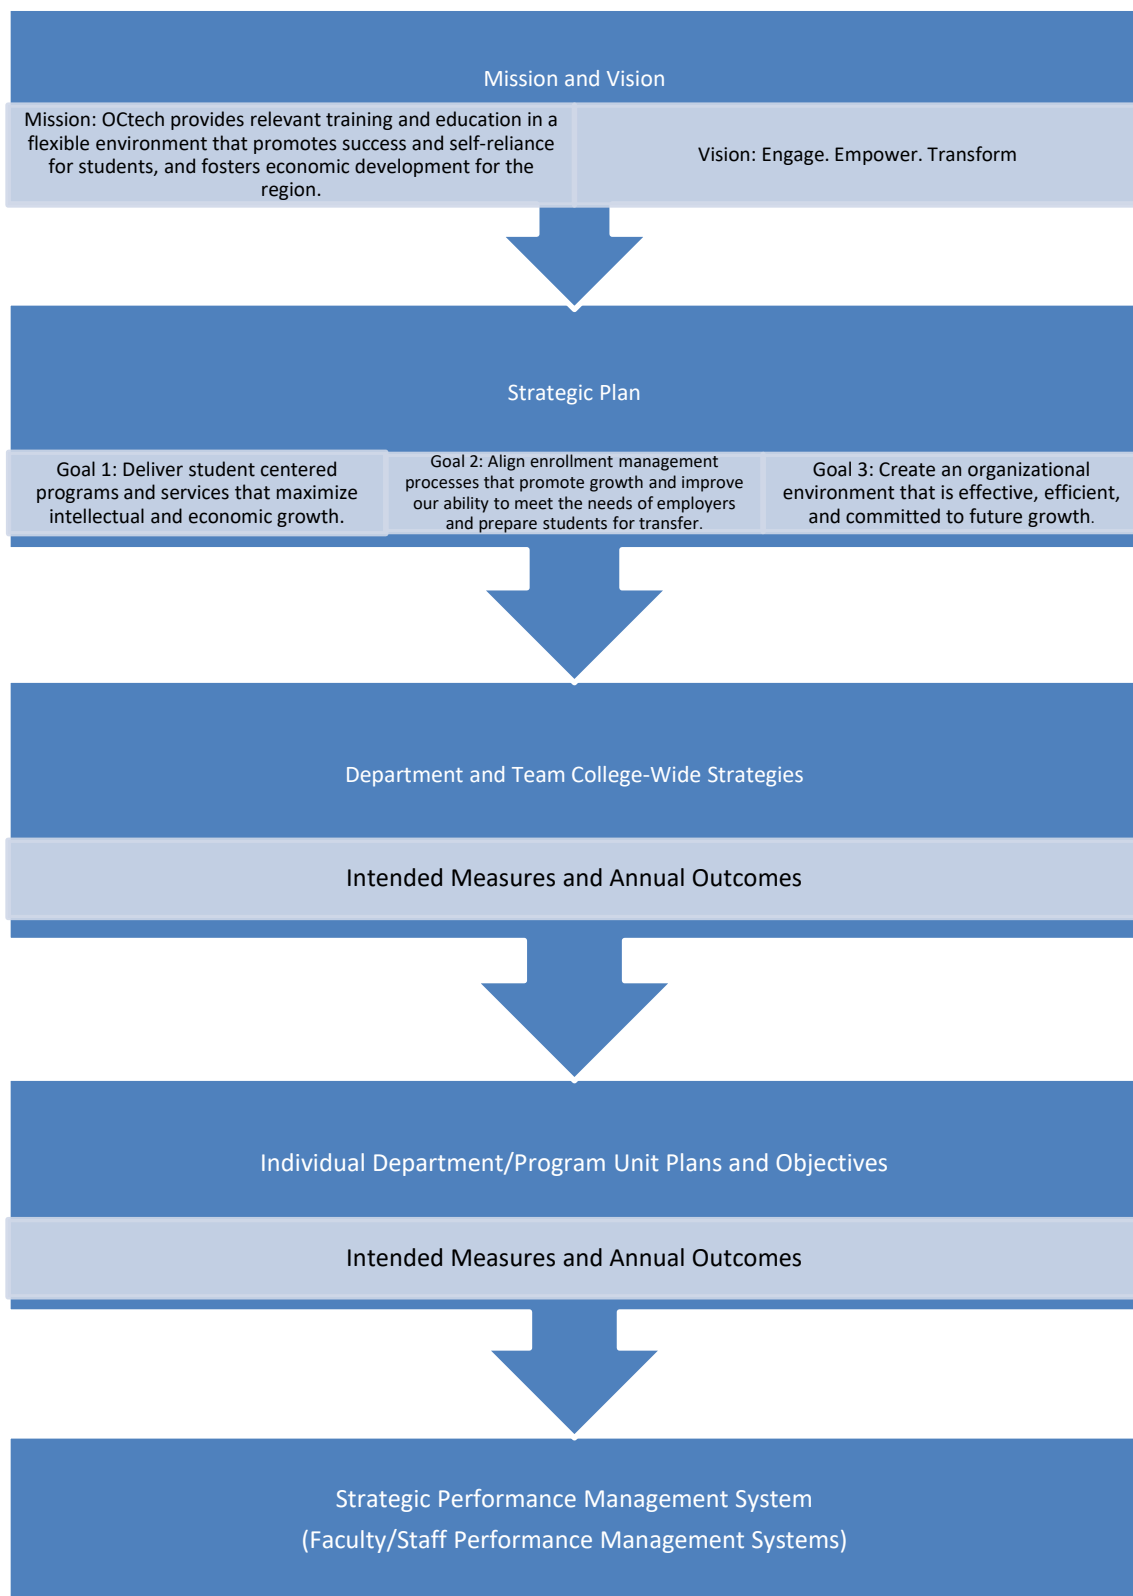 Mission and Vision
Mission: OCtech provides relevant training and education in a
flexible environment that promotes success and self-reliance
for students, and fosters economic development for the
region.
Vision: Engage. Empower. Transform
Strategic Plan
Goal 1: Deliver student centered
programs and services that maximize
intellectual and economic growth.
Goal 2: Align enrollment management
processes that promote growth and improve
our ability to meet the needs of employers
and prepare students for transfer.
Goal 3: Create an organizational
environment that is effective, efficient,
and committed to future growth.
Department and Team College-Wide Strategies
Intended Measures and Annual Outcomes
Individual Department/Program Unit Plans and Objectives
Intended Measures and Annual Outcomes
Strategic Performance Management System
(Faculty/Staff Performance Management Systems)